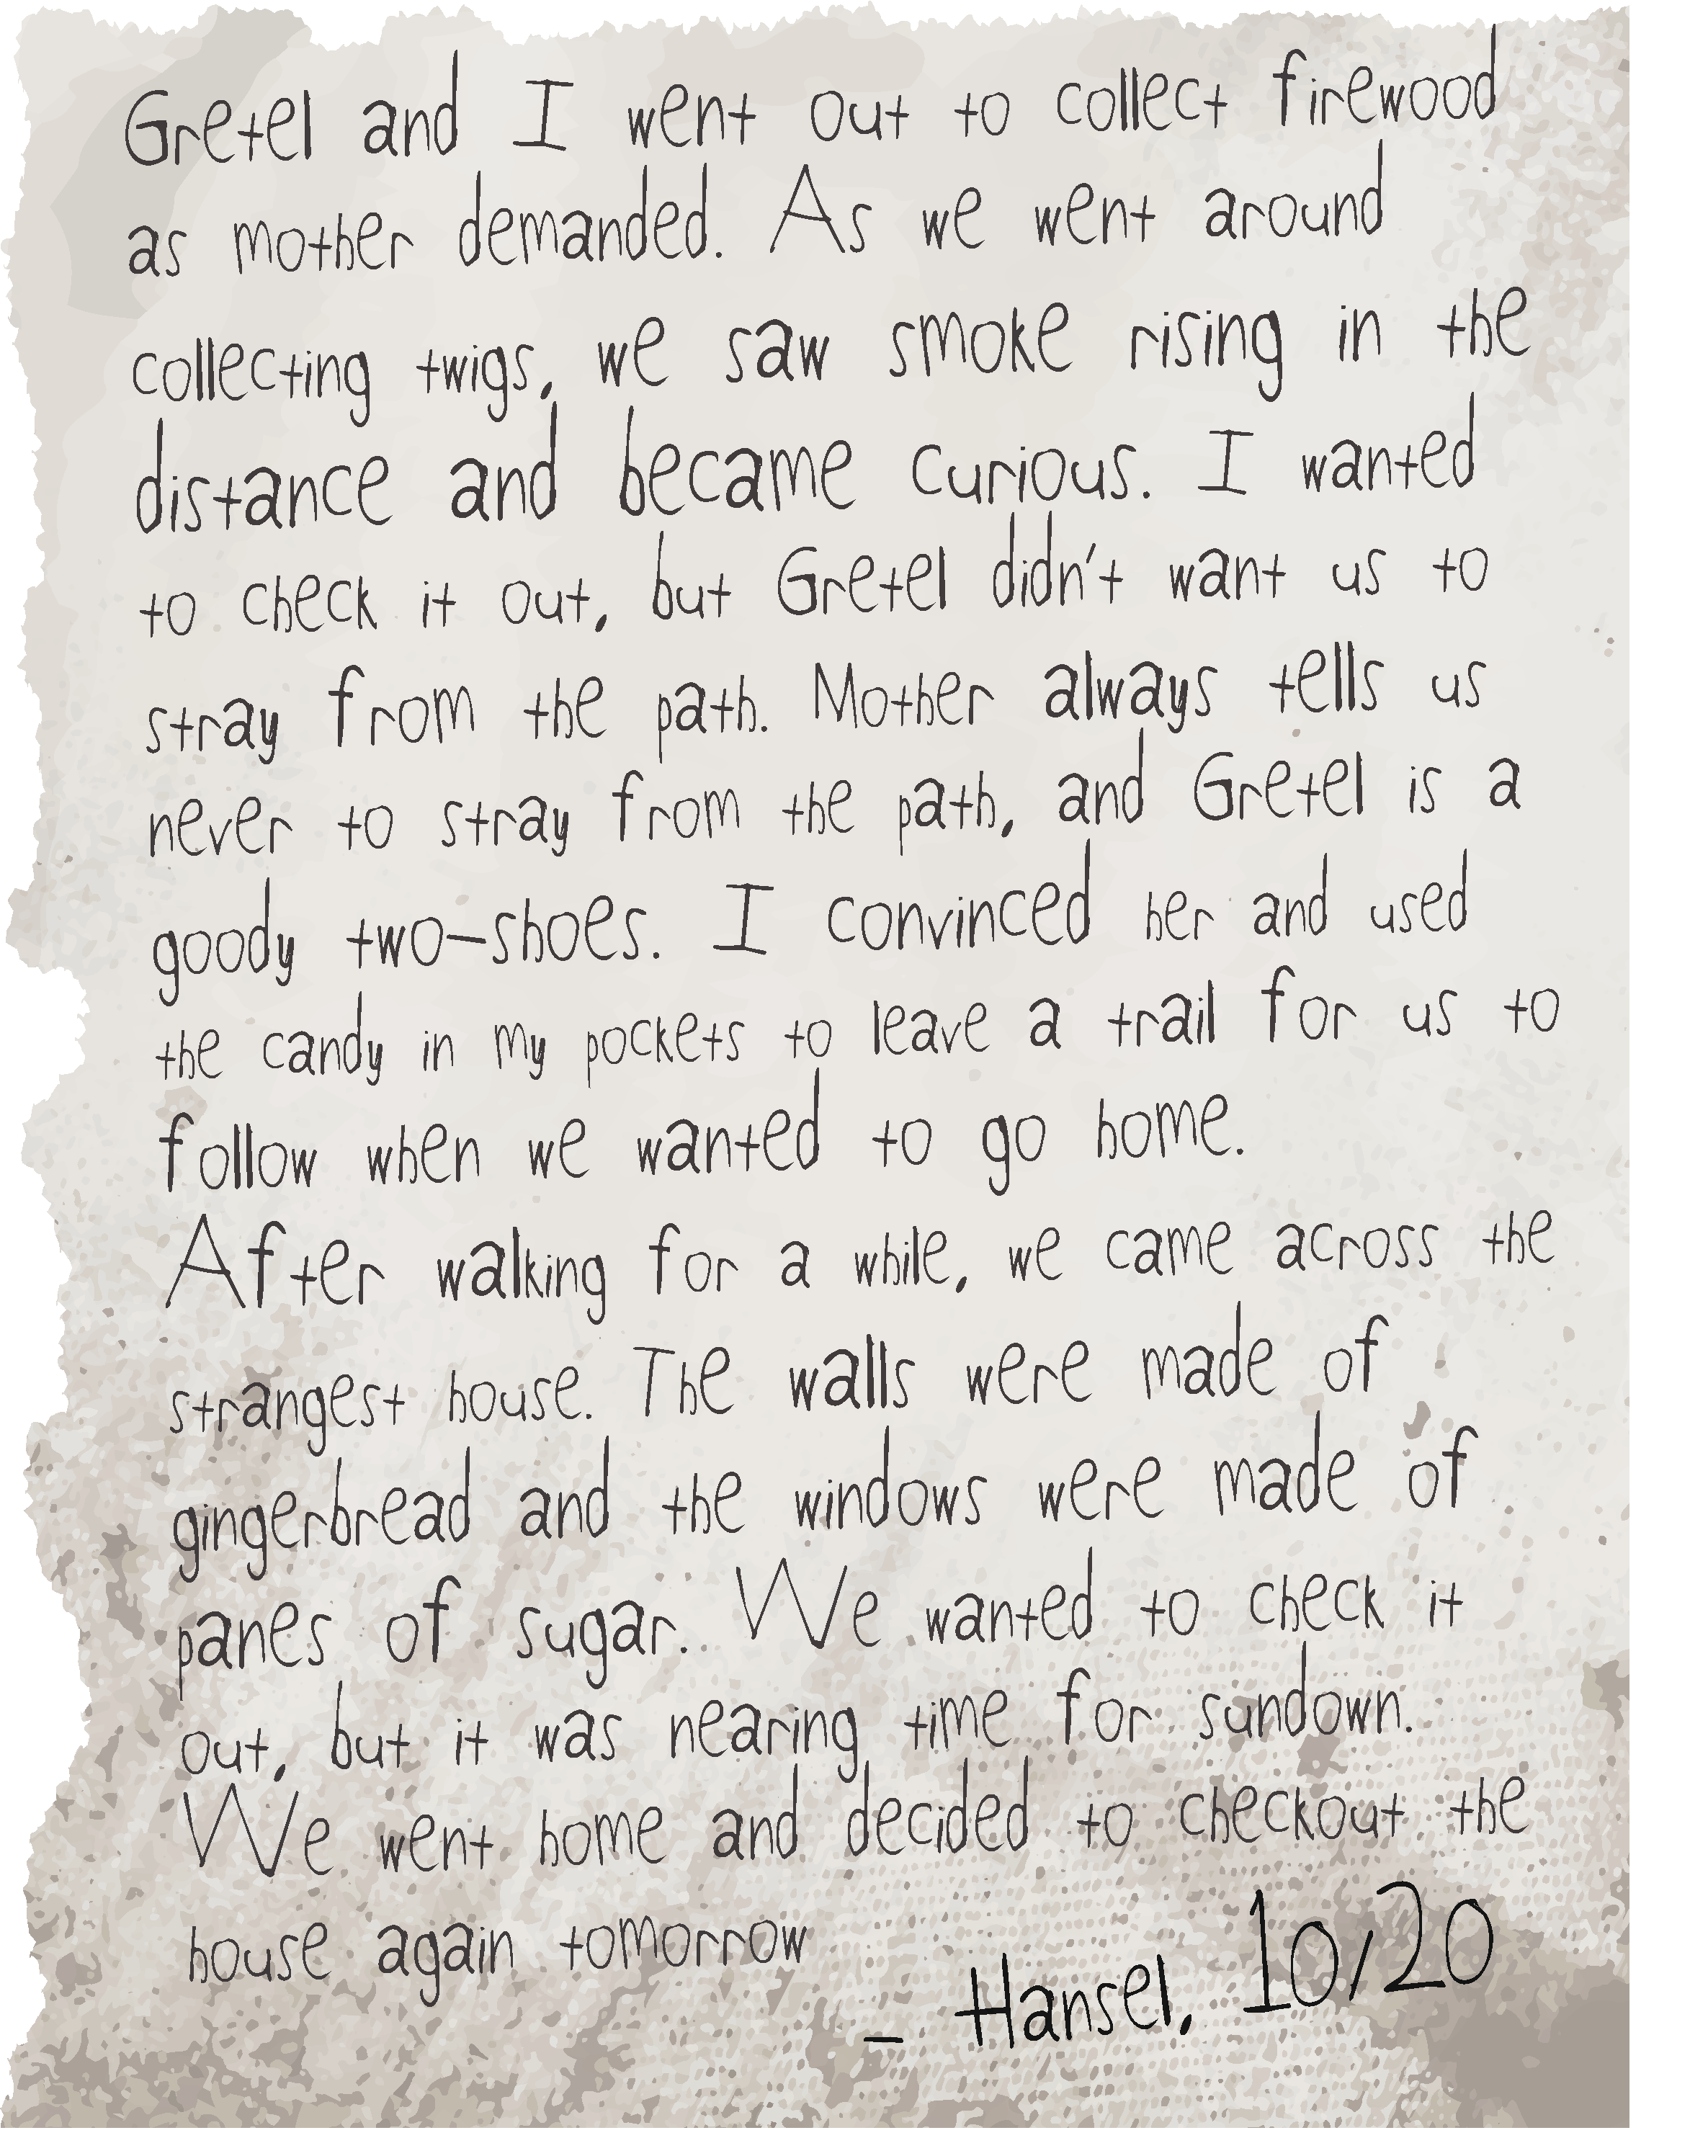 Gretel and I went out to collect firewood
as mother demanded. As we went around
collecting twigs, we saw smoke rising in the
distance and became curious. I wanted
to check it out, but Gretel didn't want us to
stray from the path. Mother always tells us
never to stray from the path, and Gretel is a
goody two-shoes. I convinced her and used
the candy in my pockets to leave a trail for us to
follow when we wanted to go home.
After walking for a while, we came across the
strangest house. The walls were made of
gingerbread and the windows were made of
panes of sugar. We wanted to check it
out, but it was nearing time for sundown.
We went home and decided to checkout the
house again tomorrow
- Hansel, 10/20